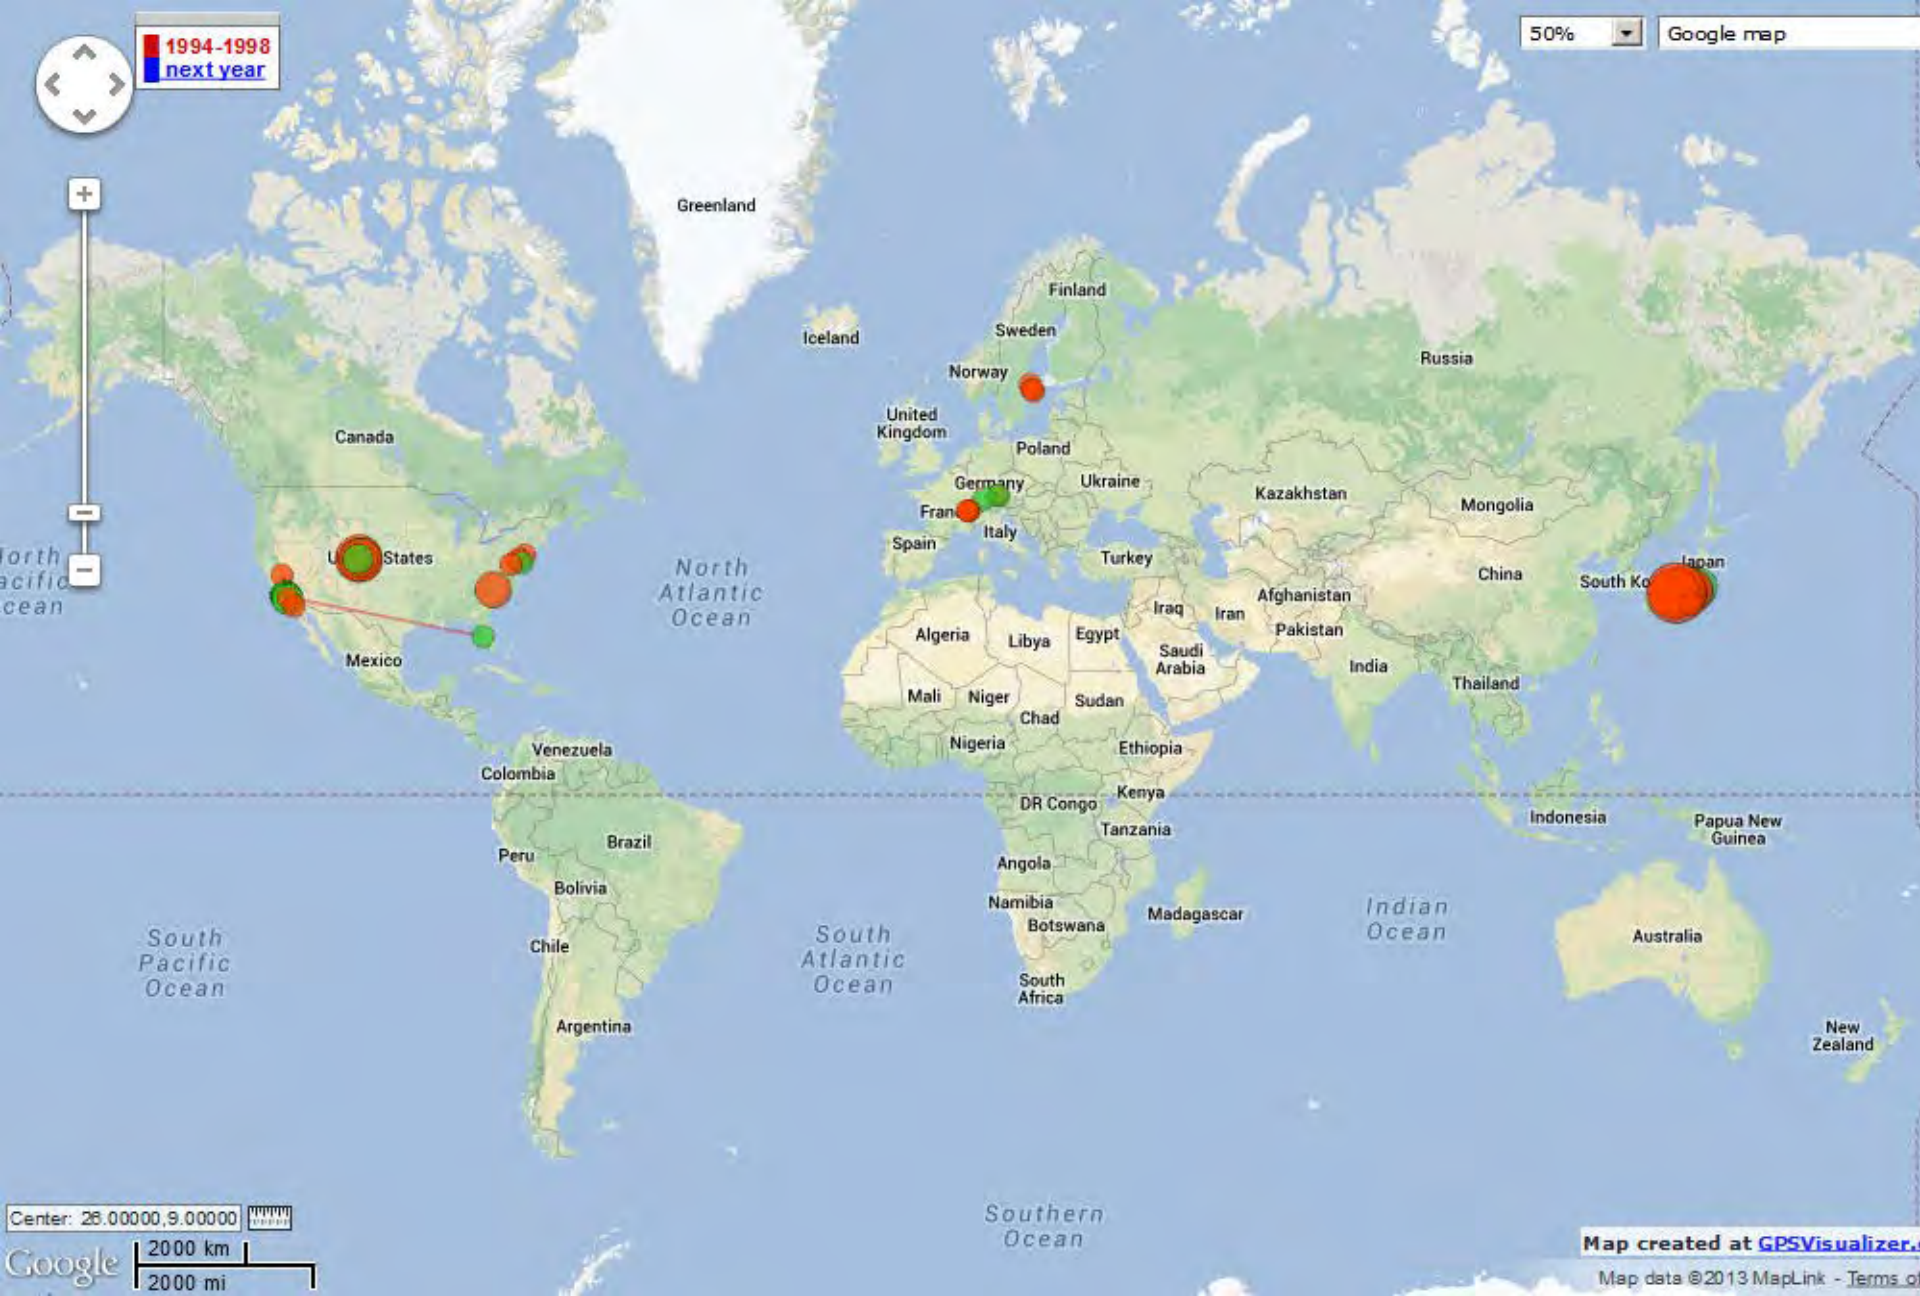 1994-1998
next year
50%
Google map
Greenland
Finland
Iceland
Sweden
Russia
Norway
United
Kingdom
Canada
Poland
Germany
Ukraine
Kazakhstan
Mongolia
Italy
Spain
States
Turkey
China
Japan
North
Atlantic
Ocean
Afghanistan
Iraq
Iran
Pakistan
Algeria
Libya
Egypt
Saudi
Arabia
Mexico
India
Thailand
Mali
Niger
Chad
Sudan
Nigeria
Ethiopia
Venezuela
Colombia
DR Congo
Kenya
Tanzania
Indonesia
Papua New
Guinea
Brazil
Peru
Angola
Bolivia
Namibia
Botswana
Madagascar
Indian
Ocean
Australia
South
Pacific
Ocean
Chile
South
Atlantic
Ocean
South
Africa
Argentina
New
Zealand
Southern
Ocean
Center: 26.00000,9.00000
Google
2000 km
2000 mi
Map created at GPSVisualizer.
Map data ©2013 MapLink - Terms of